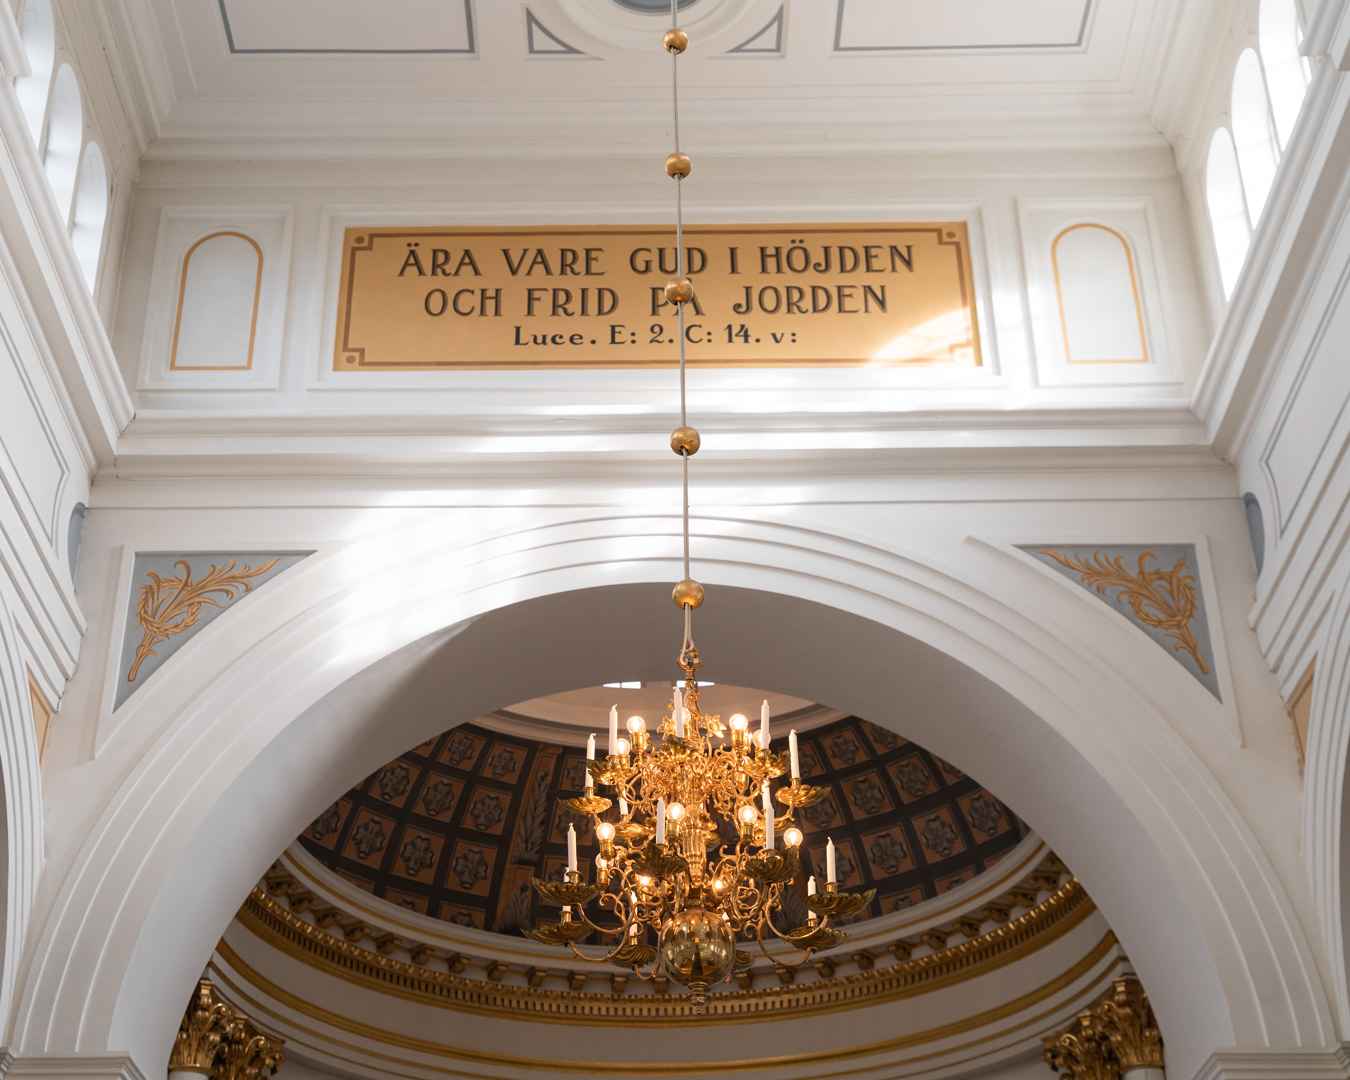 ÄRA VARE GUD I HÖJDEN
OCH FRID PÅ JORDEN
Luce. E: 2. C: 14. v: